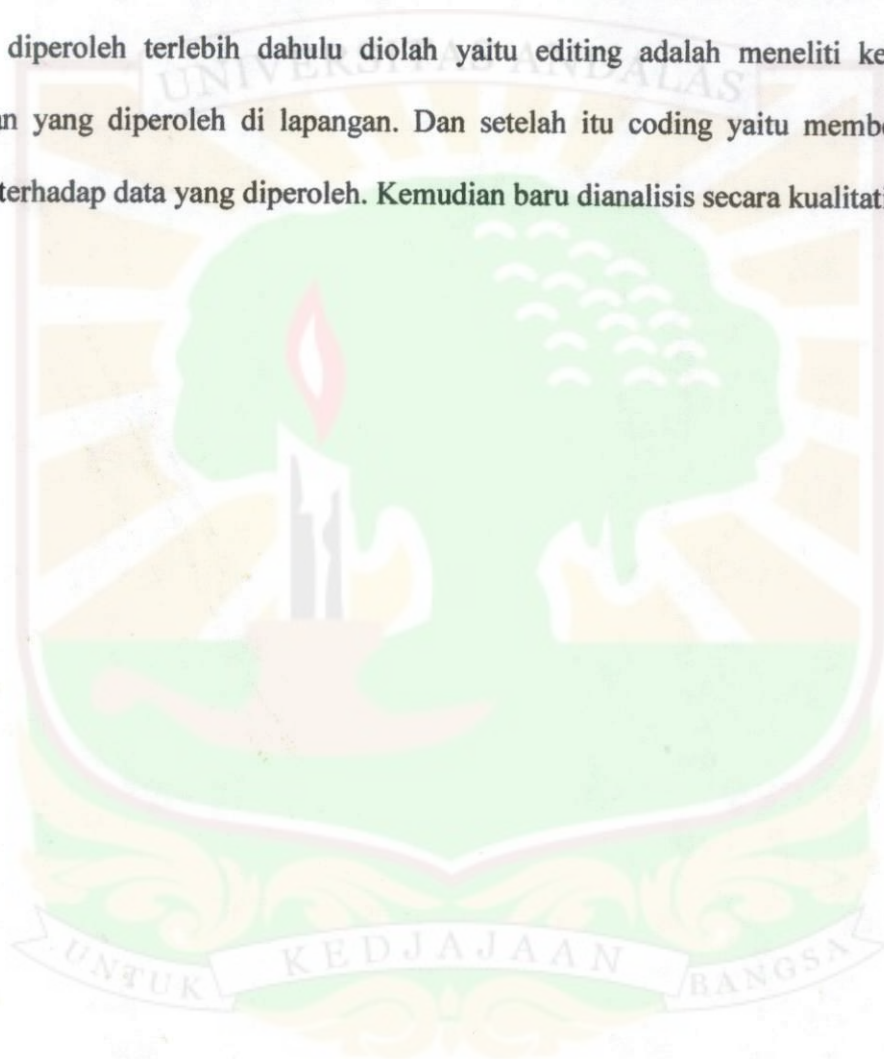 diperoleh terlebih dahulu diolah yaitu editing adalah meneliti ke
UNIVERSITAS ANDALAS
n yang diperoleh di lapangan. Dan setelah itu coding yaitu memb
terhadap data yang diperoleh. Kemudian baru dianalisis secara kualitati
UNTUK KEDJAJAAN BANGSA